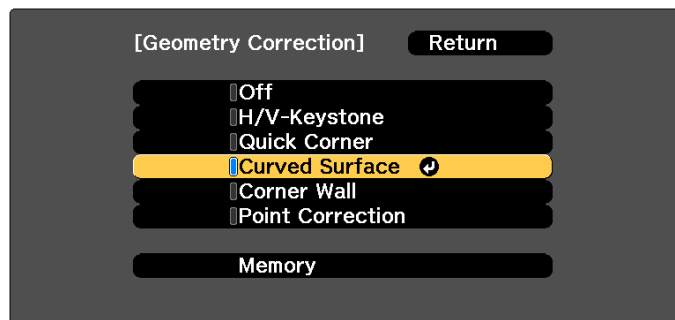 [Geometry Correction] Return
Off
H/V-Keystone
Quick Corner
Curved Surface
Corner Wall
Point Correction
Memory